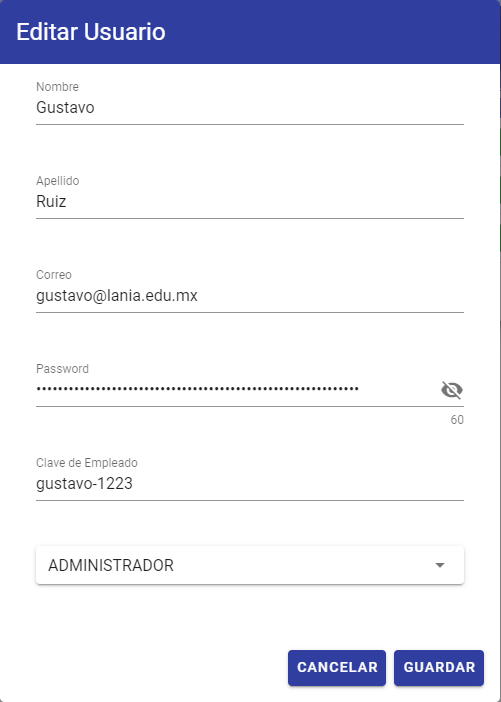 Editar Usuario
Nombre
Gustavo
Apellido
Ruiz
Correo
gustavo@lania.edu.mx
Password
••••••••••••••••••••••••••••••••••••••••••••••••••••••••••••
60
Clave de Empleado
gustavo-1223
ADMINISTRADOR
CANCELAR GUARDAR